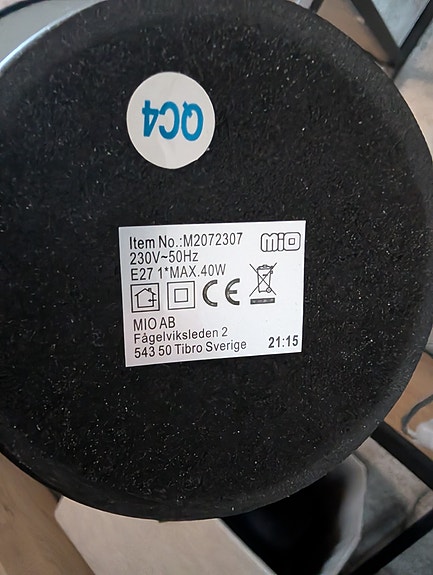 QC4
Item No.:M2072307 mio
230V~50Hz
E27 1*MAX.40W
CE
MIO AB
Fågelviksleden 2
543 50 Tibro Sverige 21:15